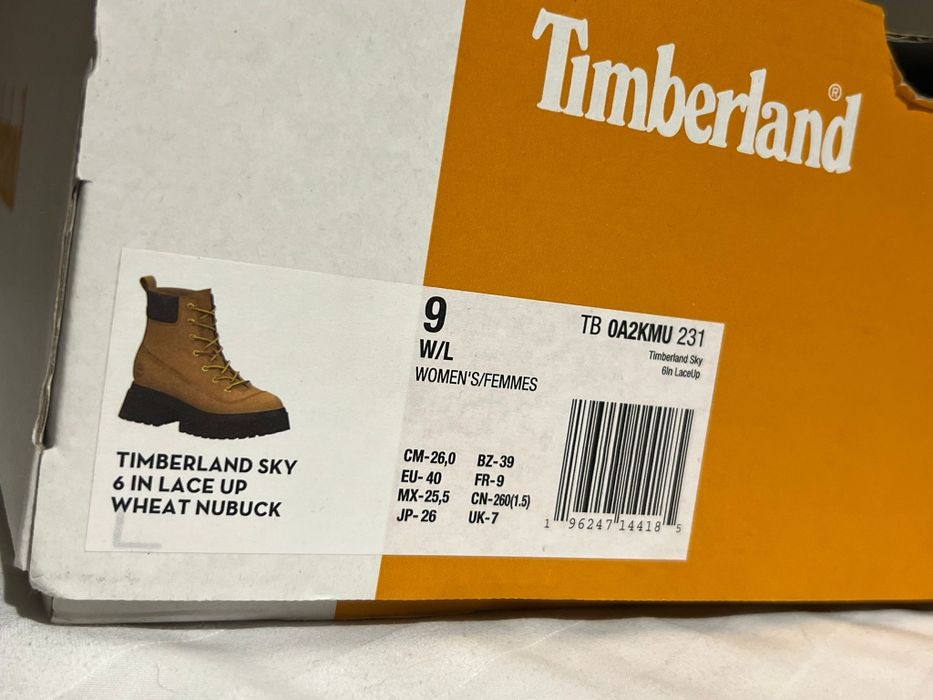 Timberland®
9
W/L
WOMEN'S/FEMMES
TB 0A2KMU 231
Timberland Sky
6In LaceUp
TIMBERLAND SKY
6 IN LACE UP
WHEAT NUBUCK
CM-26,0 BZ-39
EU-40 FR-9
MX-25,5 CN-260(1.5)
JP-26 UK-7
1 96247 14418 5